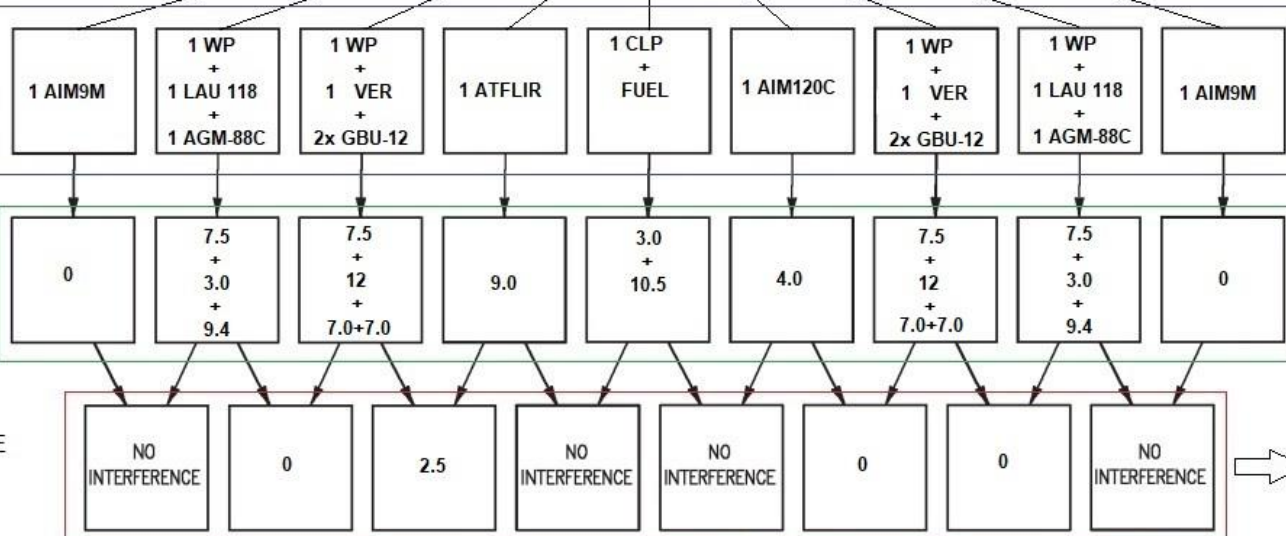 1 AIM9M
1 WP
+
1 LAU 118
+
1 AGM-88C
1 WP
+
1 VER
+
2x GBU-12
1 ATFLIR
1 CLP
+
FUEL
1 AIM120C
1 WP
+
1 VER
+
2x GBU-12
1 WP
+
1 LAU 118
+
1 AGM-88C
1 AIM9M
0
7.5
+
3.0
+
9.4
7.5
+
12
+
7.0+7.0
9.0
3.0
+
10.5
4.0
7.5
+
12
+
7.0+7.0
7.5
+
3.0
+
9.4
0
E
NO
INTERFERENCE
0
2.5
NO
INTERFERENCE
NO
INTERFERENCE
0
0
NO
INTERFERENCE